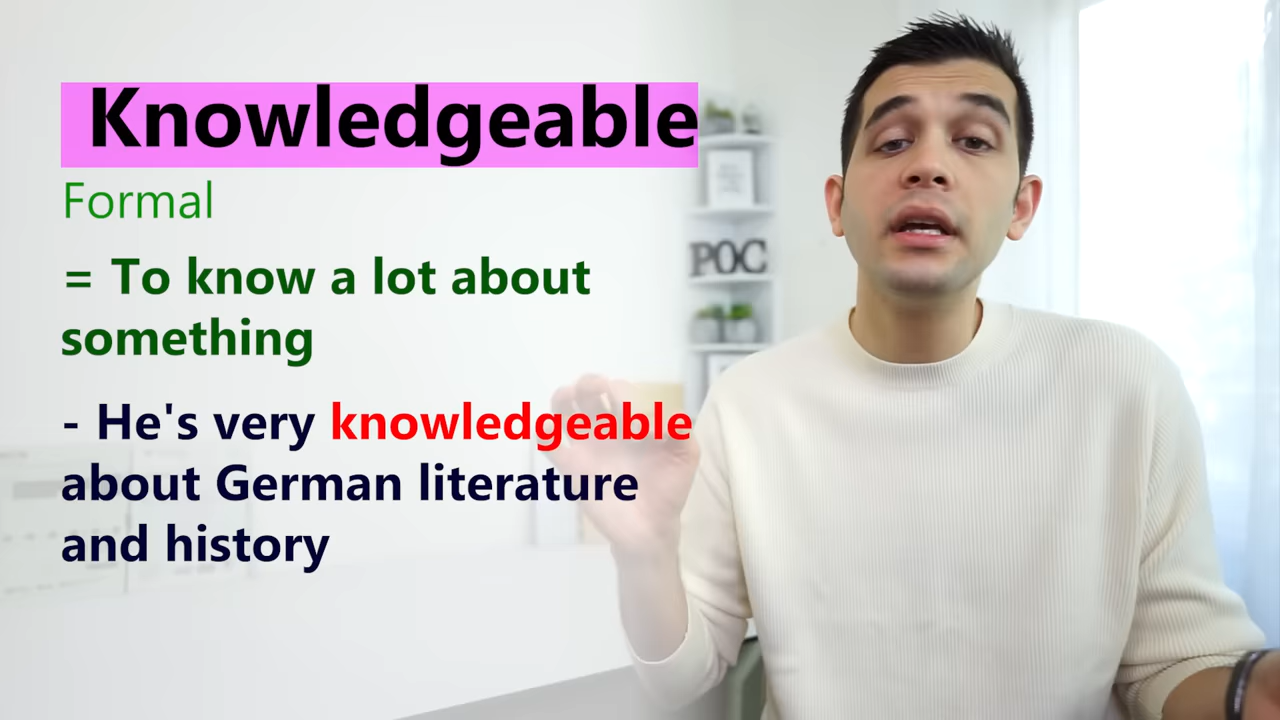 Knowledgeable
Formal
= To know a lot about
something
- He's very knowledgeable
about German literature
and history
POC